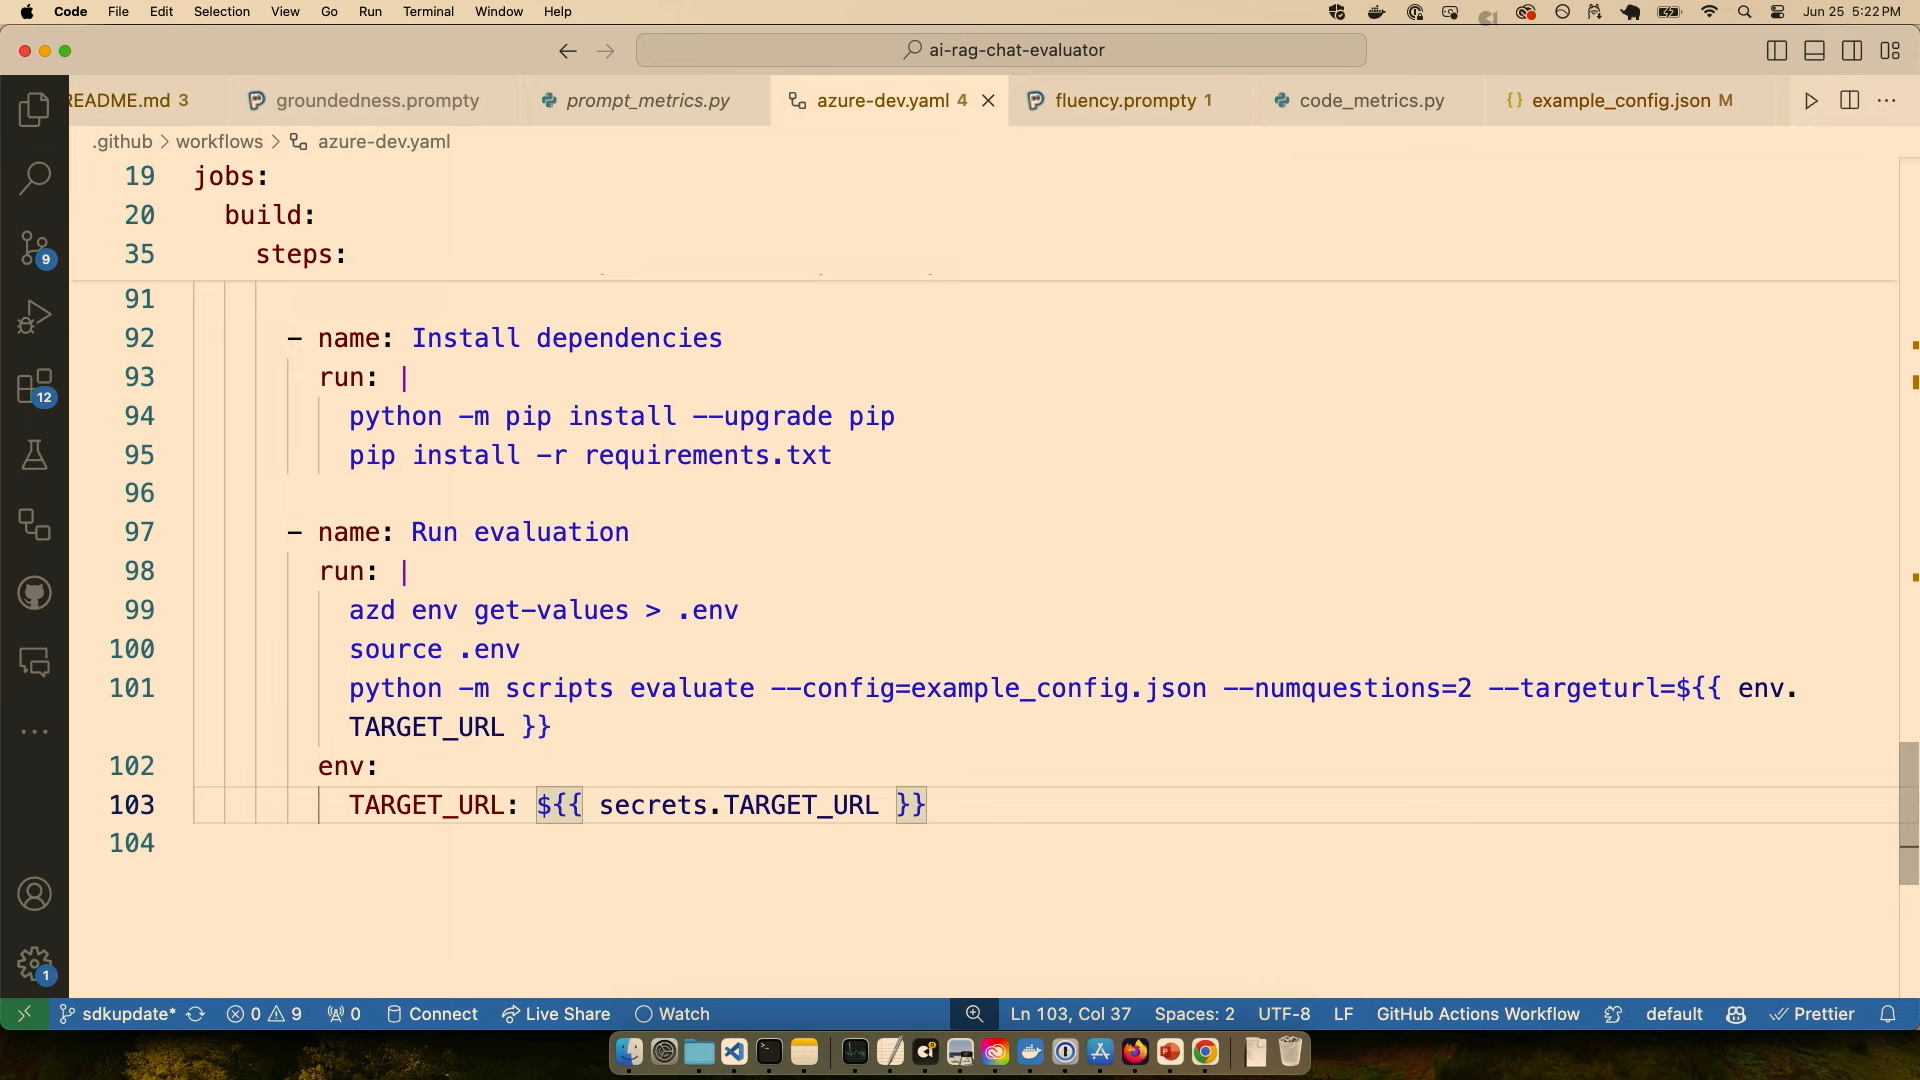 Code File Edit Selection View Go Run Terminal Window Help Jun 25 5:22 PM
ai-rag-chat-evaluator
README.md 3 groundedness.prompty prompt_metrics.py azure-dev.yaml 4 fluency.prompty 1 code_metrics.py {} example_config.json M
.github > workflows > azure-dev.yaml
19 jobs:
20 build:
35 steps:
91
92 - name: Install dependencies
93 run: |
94 python -m pip install --upgrade pip
95 pip install -r requirements.txt
96
97 - name: Run evaluation
98 run: |
99 azd env get-values > .env
100 source .env
101 python -m scripts evaluate --config=example_config.json --numquestions=2 --targeturl=${{ env.
TARGET_URL }}
102 env:
103 TARGET_URL: ${{ secrets.TARGET_URL }}
104
9
12
1
sdkupdate* 0 9 0 Connect Live Share Watch Ln 103, Col 37 Spaces: 2 UTF-8 LF GitHub Actions Workflow default Prettier